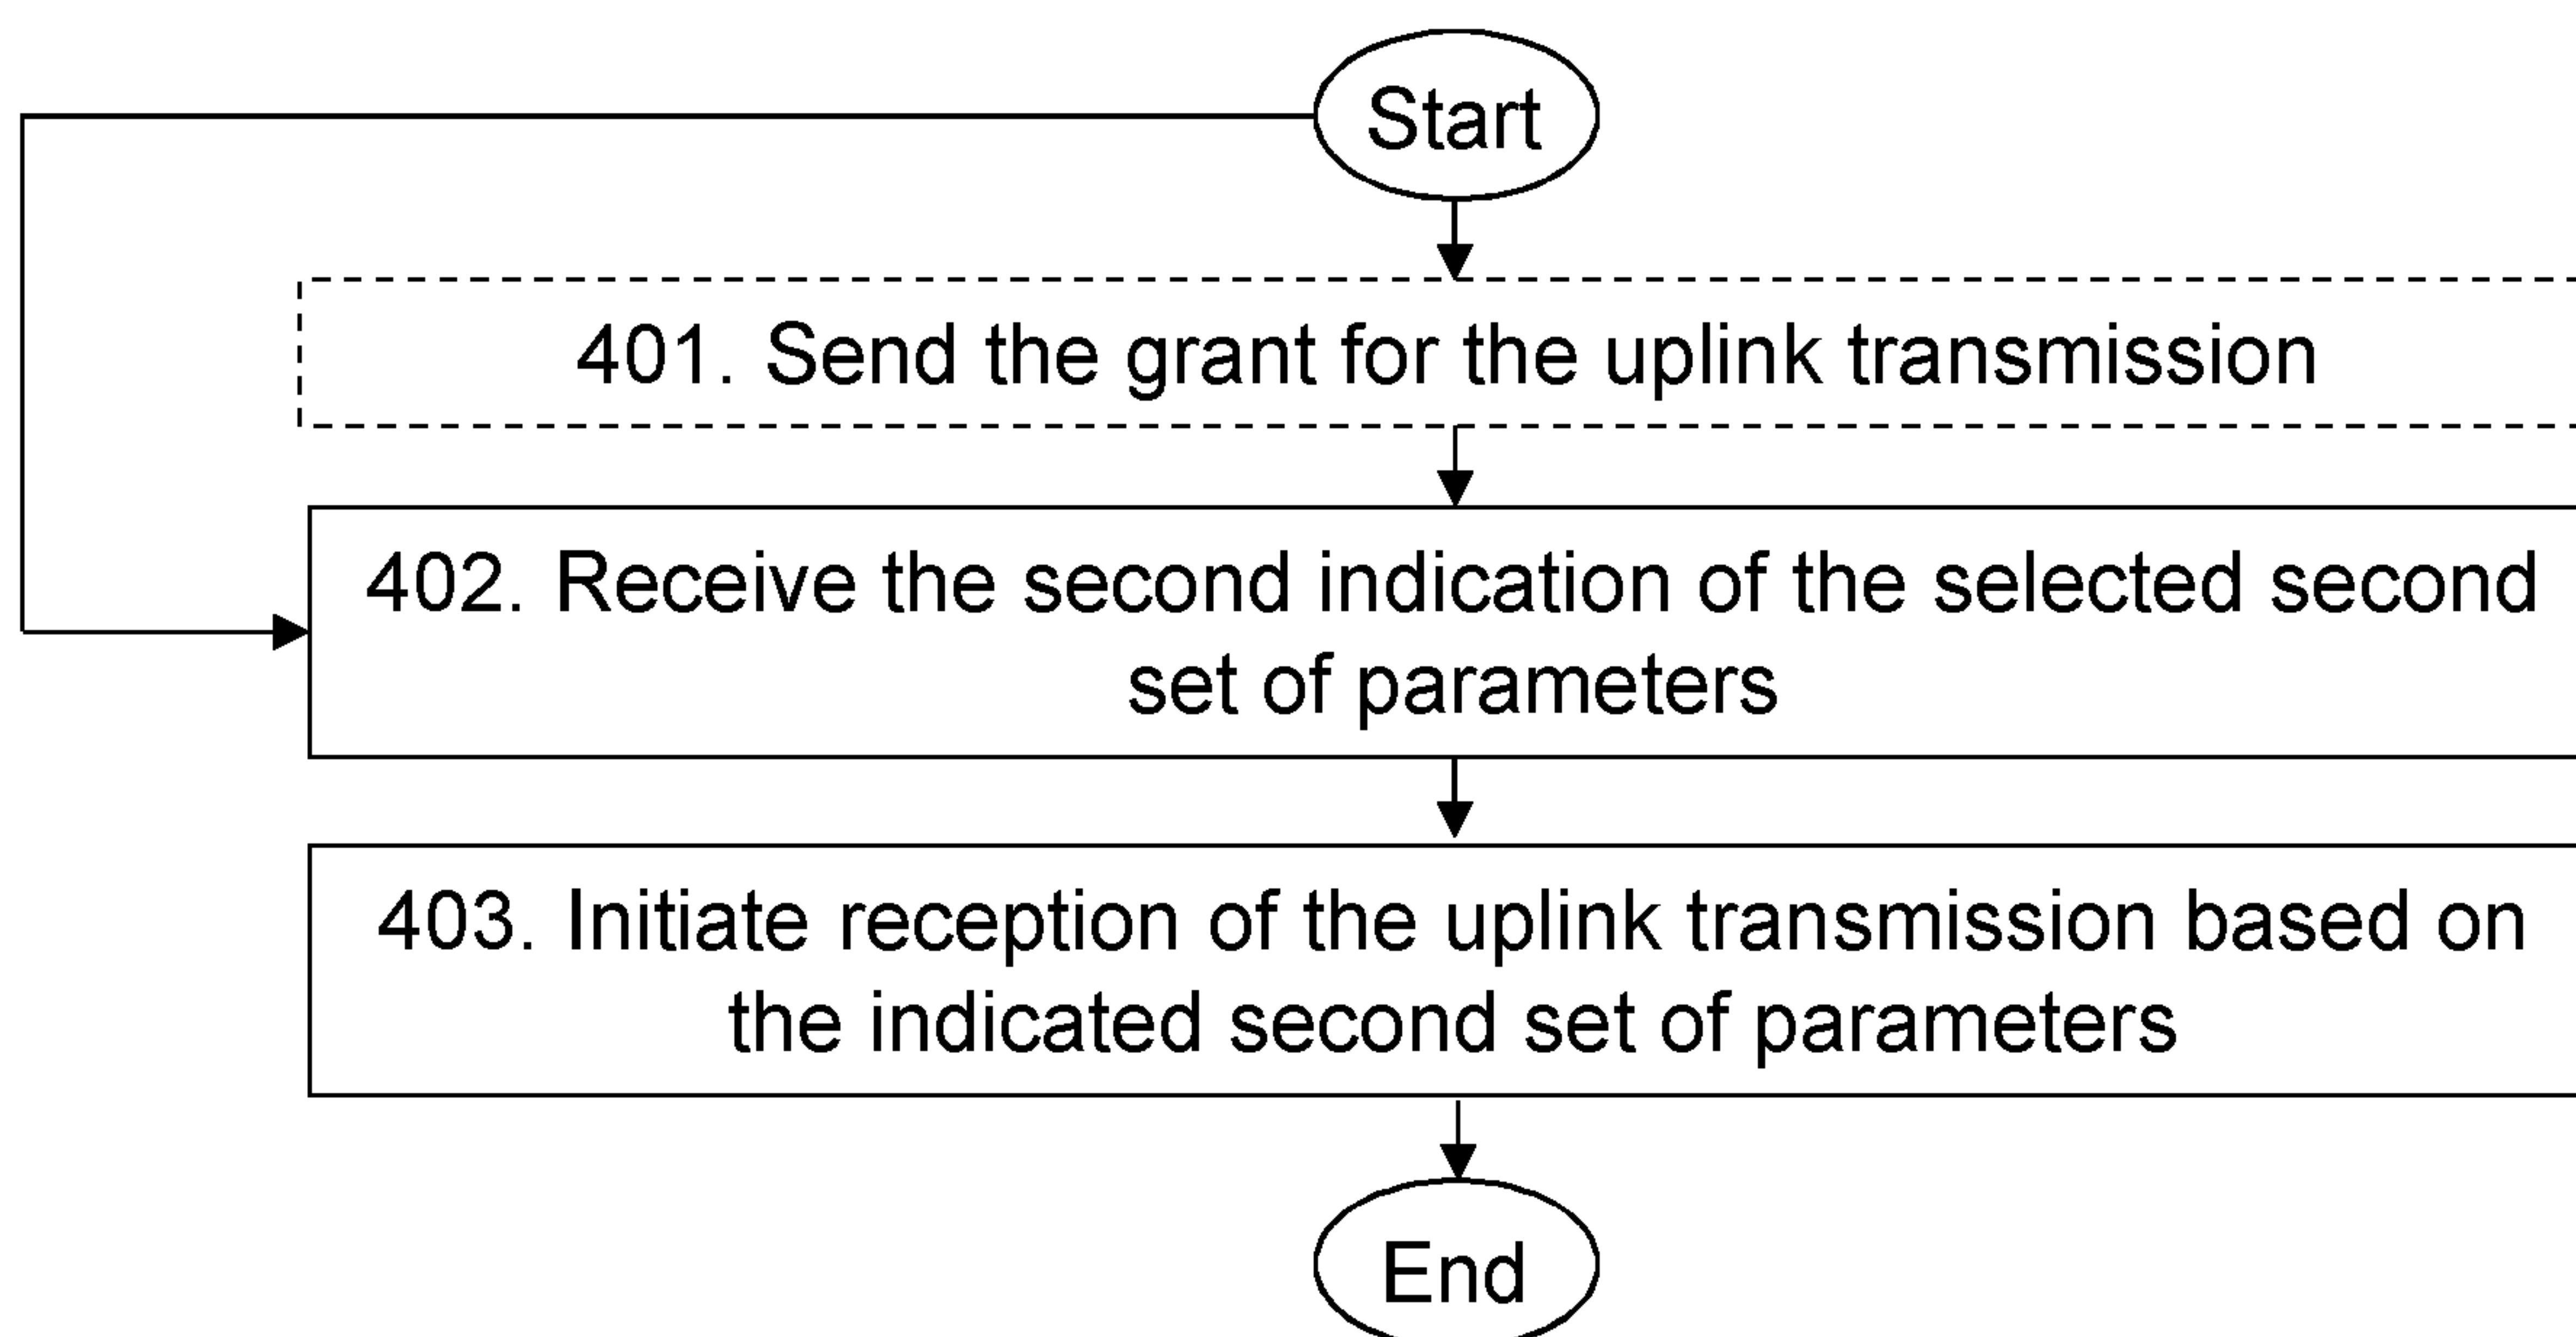 Start
401. Send the grant for the uplink transmission
402. Receive the second indication of the selected second
set of parameters
403. Initiate reception of the uplink transmission based on
the indicated second set of parameters
End